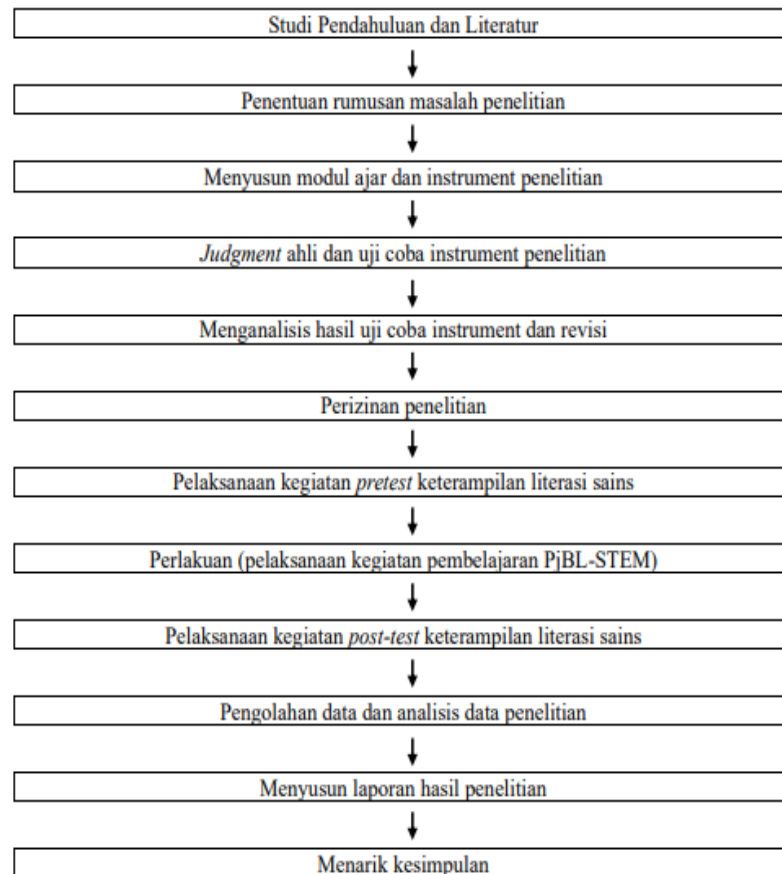 Studi Pendahuluan dan Literatur
Penentuan rumusan masalah penelitian
Menyusun modul ajar dan instrument penelitian
Judgment ahli dan uji coba instrument penelitian
Menganalisis hasil uji coba instrument dan revisi
Perizinan penelitian
Pelaksanaan kegiatan pretest keterampilan literasi sains
Perlakuan (pelaksanaan kegiatan pembelajaran PjBL-STEM)
Pelaksanaan kegiatan post-test keterampilan literasi sains
Pengolahan data dan analisis data penelitian
Menyusun laporan hasil penelitian
Menarik kesimpulan